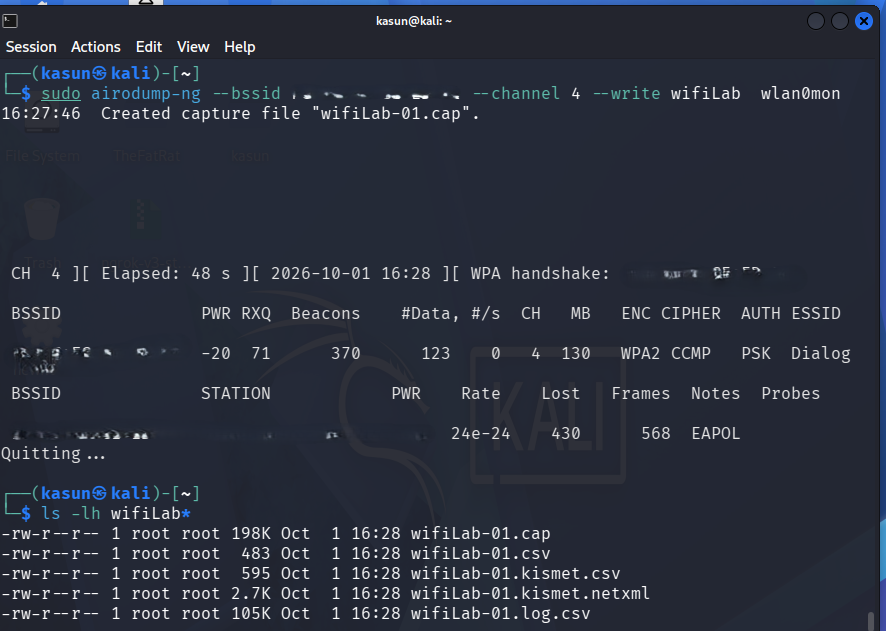 kasun@kali: ~
Session Actions Edit View Help
┌──(kasun㉿kali)-[~]
└─$ sudo airodump-ng --bssid --channel 4 --write wifiLab wlan0mon
16:27:46 Created capture file "wifiLab-01.cap".
File System TheFatRat kasun
Trash
CH 4 ][ Elapsed: 48 s ][ 2026-10-01 16:28 ][ WPA handshake:
BSSID PWR RXQ Beacons #Data, #/s CH MB ENC CIPHER AUTH ESSID
-20 71 370 123 0 4 130 WPA2 CCMP PSK Dialog
BSSID STATION PWR Rate Lost Frames Notes Probes
24e-24 430 568 EAPOL
Quitting...
KALI
┌──(kasun㉿kali)-[~]
└─$ ls -lh wifiLab*
-rw-r--r-- 1 root root 198K Oct 1 16:28 wifiLab-01.cap
-rw-r--r-- 1 root root 483 Oct 1 16:28 wifiLab-01.csv
-rw-r--r-- 1 root root 595 Oct 1 16:28 wifiLab-01.kismet.csv
-rw-r--r-- 1 root root 2.7K Oct 1 16:28 wifiLab-01.kismet.netxml
-rw-r--r-- 1 root root 105K Oct 1 16:28 wifiLab-01.log.csv